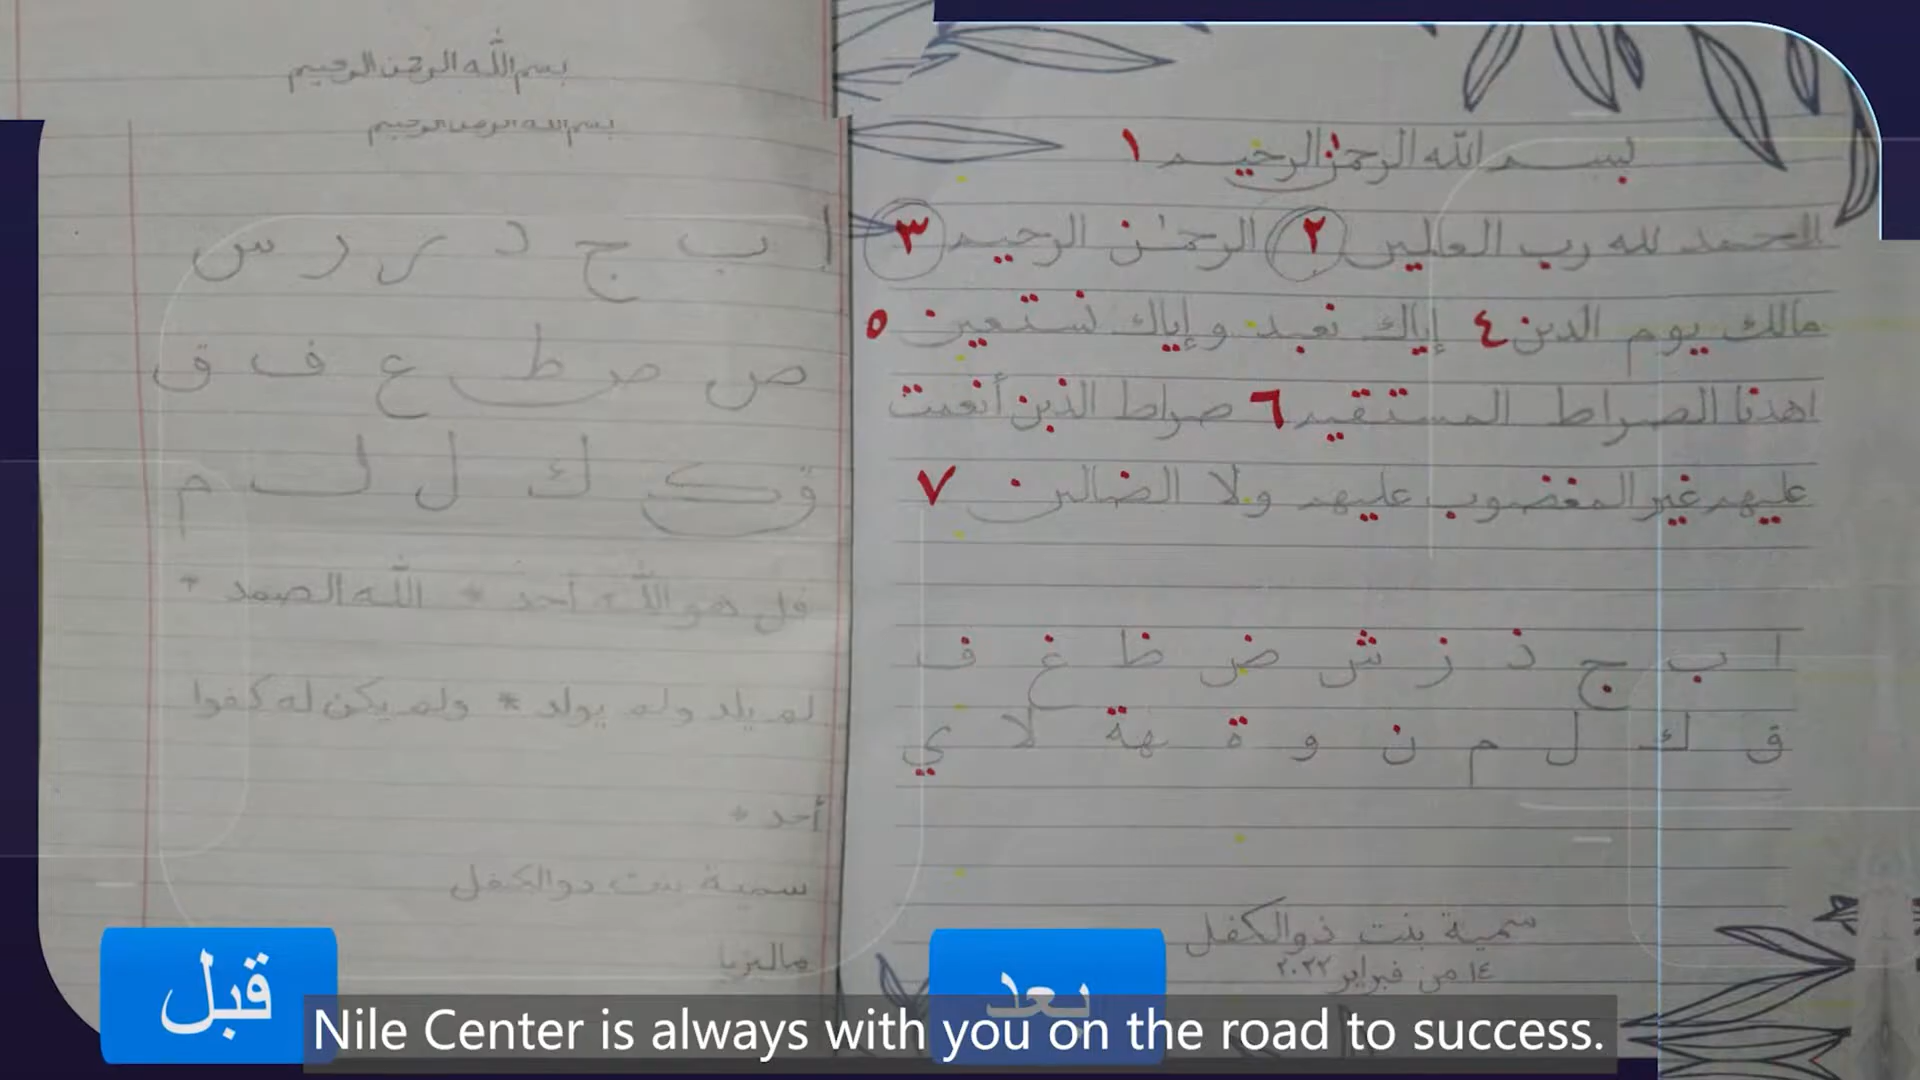 بسم الله الرحمن الرحيم
بسم الله الرحمن الرحيم
ا ب ج د ر ر س
ص ص ط ع ف ق
ق ك ك ل ل م
قل هو الله أحد * الله الصمد *
لم يلد ولم يولد * ولم يكن له كفوا
أحد *
سمية بنت ذوالكفل
ماليزيا
قبل
بسم الله الرحمن الرحيم ١
الحمد لله رب العالمين ٢ الرحمن الرحيم ٣
مالك يوم الدين ٤ إياك نعبد وإياك نستعين ٥
اهدنا الصراط المستقيم ٦ صراط الذين أنعمت
عليهم غير المغضوب عليهم ولا الضالين ٧
ا ب ج ذ ز ش ض ظ غ ف
ق ك ل م ن و ة هة لا ي
سمية بنت ذوالكفل
١٤ من فبراير ٢٠٢٢
بعد
Nile Center is always with you on the road to success.